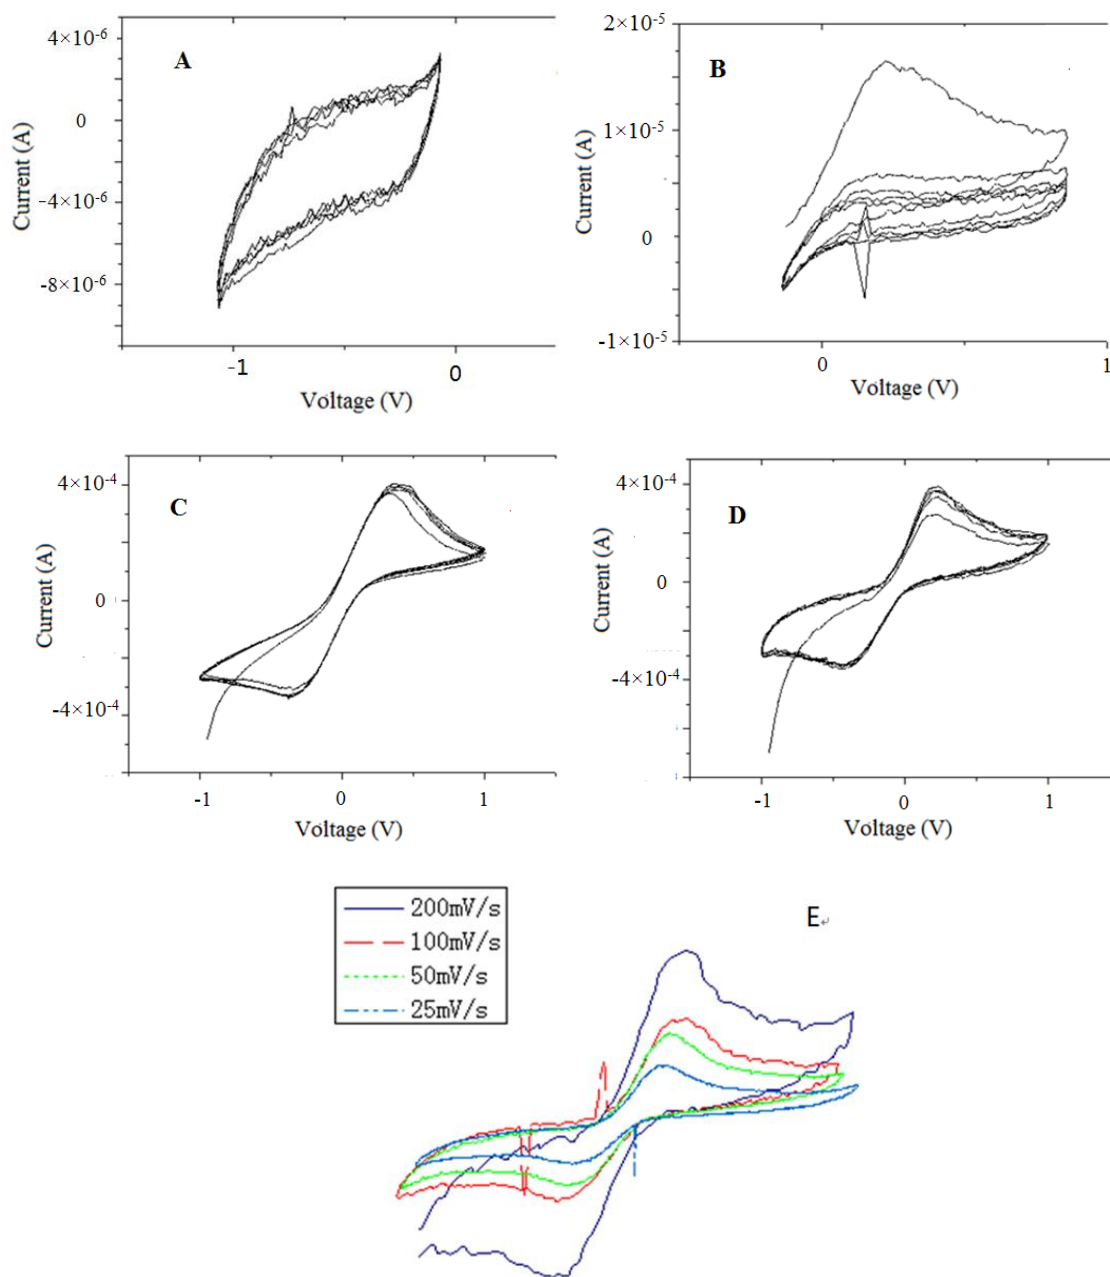 A
Current (A)
4×10⁻⁶
0
-4×10⁻⁶
-8×10⁻⁶
-1
0
Voltage (V)
B
Current (A)
2×10⁻⁵
1×10⁻⁵
0
-1×10⁻⁵
0
1
Voltage (V)
C
Current (A)
4×10⁻⁴
0
-4×10⁻⁴
-1
0
1
Voltage (V)
D
Current (A)
4×10⁻⁴
0
-4×10⁻⁴
-1
0
1
Voltage (V)
200mV/s
100mV/s
50mV/s
25mV/s
E